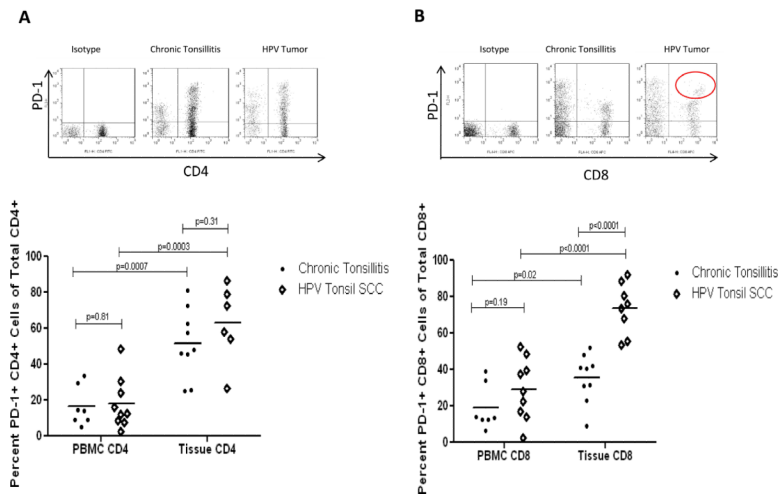 A
Isotype
Chronic Tonsillitis
HPV Tumor
PD-1
CD4
p=0.31
p=0.0003
p=0.0007
p=0.81
Percent PD-1+ CD4+ Cells of Total CD4+
100
80
60
40
20
0
PBMC CD4
Tissue CD4
Chronic Tonsillitis
HPV Tonsil SCC
B
Isotype
Chronic Tonsillitis
HPV Tumor
PD-1
CD8
p<0.0001
p<0.0001
p=0.02
p=0.19
Percent PD-1+ CD8+ Cells of Total CD8+
100
80
60
40
20
0
PBMC CD8
Tissue CD8
Chronic Tonsillitis
HPV Tonsil SCC